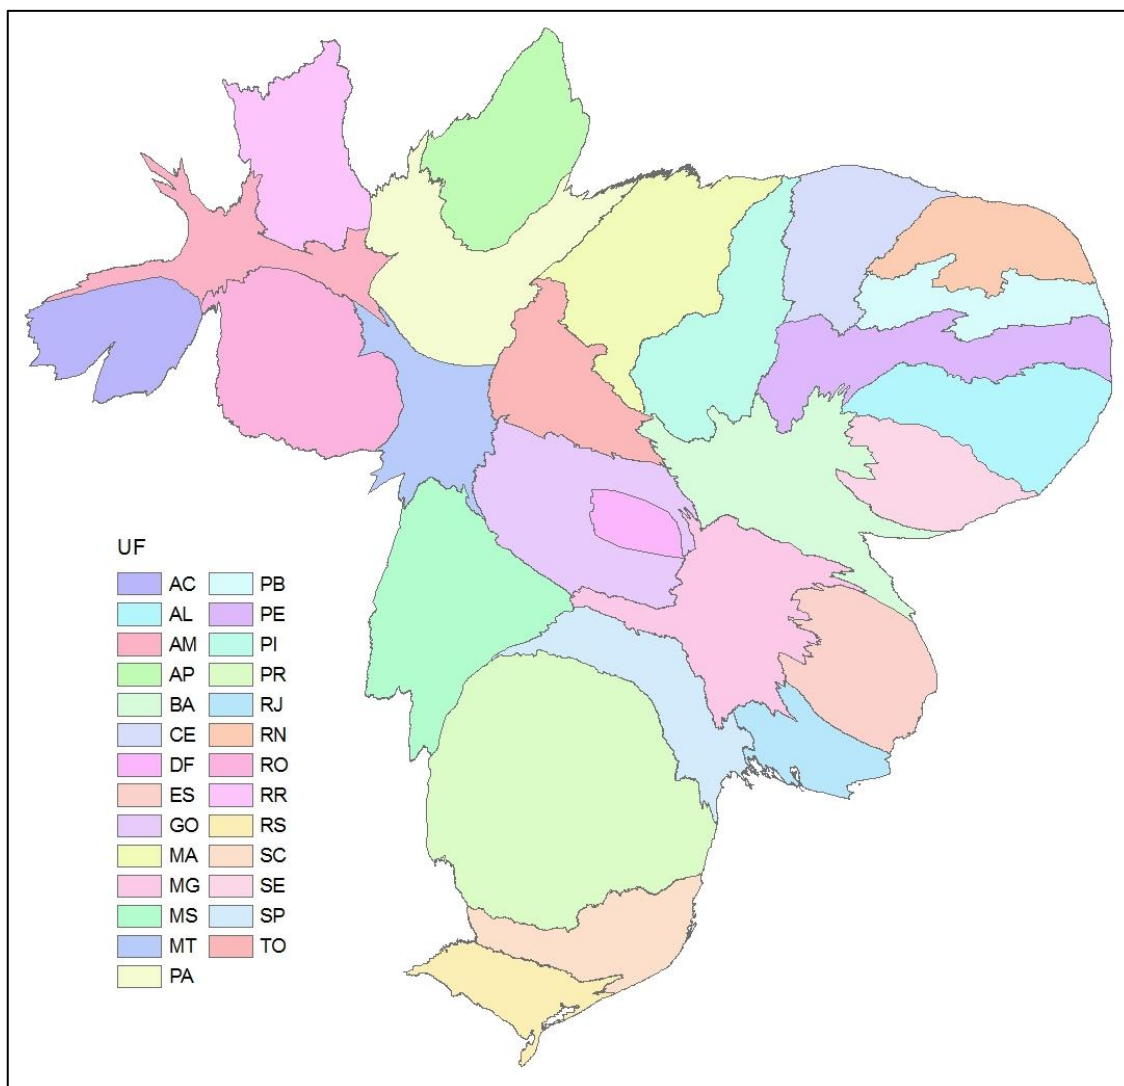 UF
AC PB
AL PE
AM PI
AP PR
BA RJ
CE RN
DF RO
ES RR
GO RS
MA SC
MG SE
MS SP
MT TO
PA